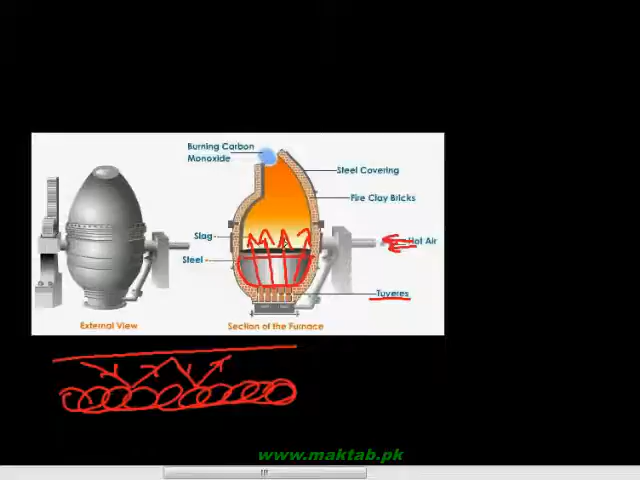 Burning Carbon
Monoxide
Steel Covering
Fire Clay Bricks
Slag
Hot Air
Steel
Tuyeres
External View
Section of the Furnace
www.maktab.pk